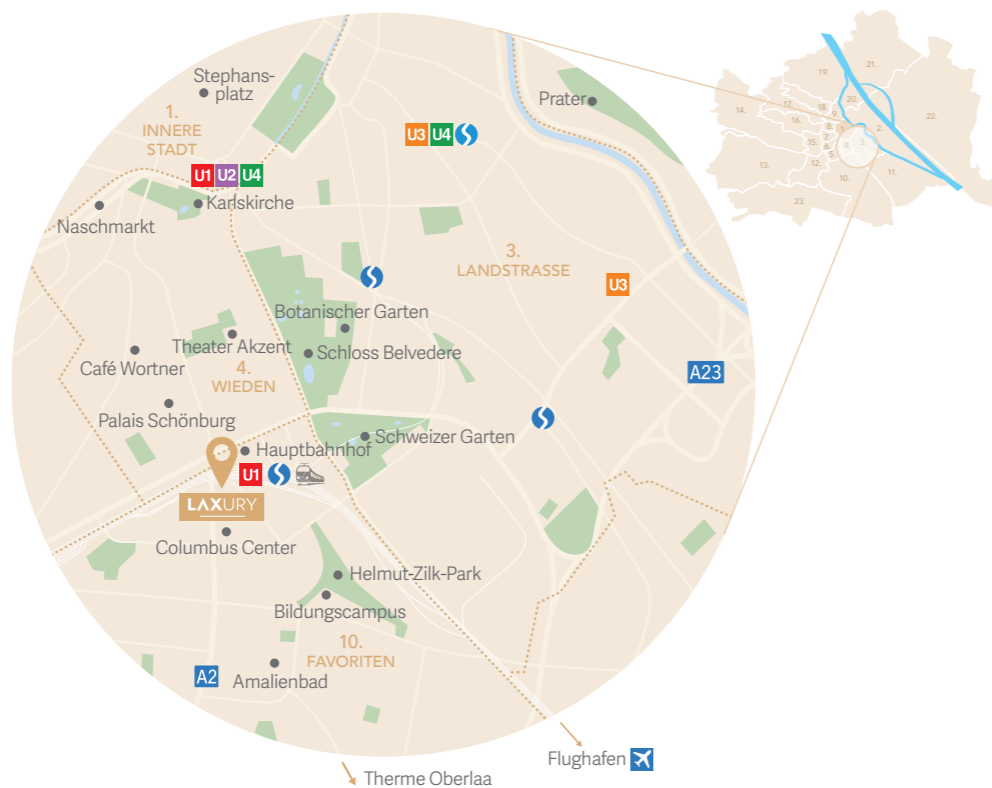 Stephans-
platz
1.
INNERE
STADT
U1 U2 U4
Karlskirche
Naschmarkt
U3 U4
Prater
3.
LANDSTRASSE
U3
Botanischer Garten
Theater Akzent
Schloss Belvedere
Café Wortner
4.
WIEDEN
A23
Palais Schönburg
Schweizer Garten
Hauptbahnhof
U1
LAXURY
Columbus Center
Helmut-Zilk-Park
Bildungscampus
10.
FAVORITEN
A2
Amalienbad
Flughafen
Therme Oberlaa
21.
19.
20.
22.
14.
17.
18.
9.
16.
8.
1.
2.
7.
15.
6.
4.
3.
5.
13.
12.
10.
11.
23.